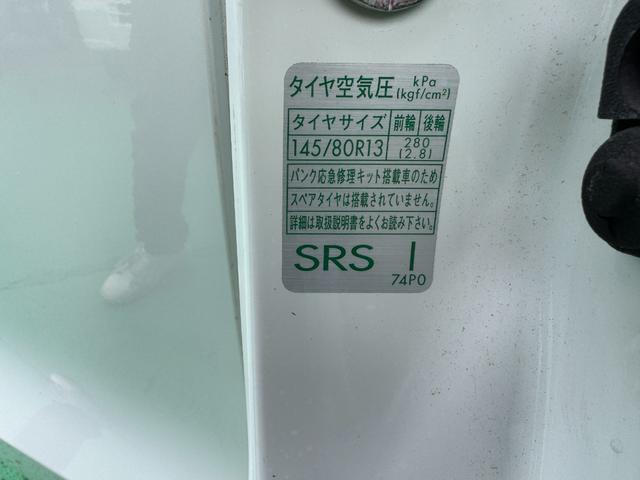 タイヤ空気圧 kPa (kgf/cm²)
タイヤサイズ 前輪 後輪
145/80R13 280 (2.8)
パンク応急修理キット搭載車のため
スペアタイヤは搭載されていません。
詳細は取扱説明書をよくお読み下さい。
SRS I
74P0